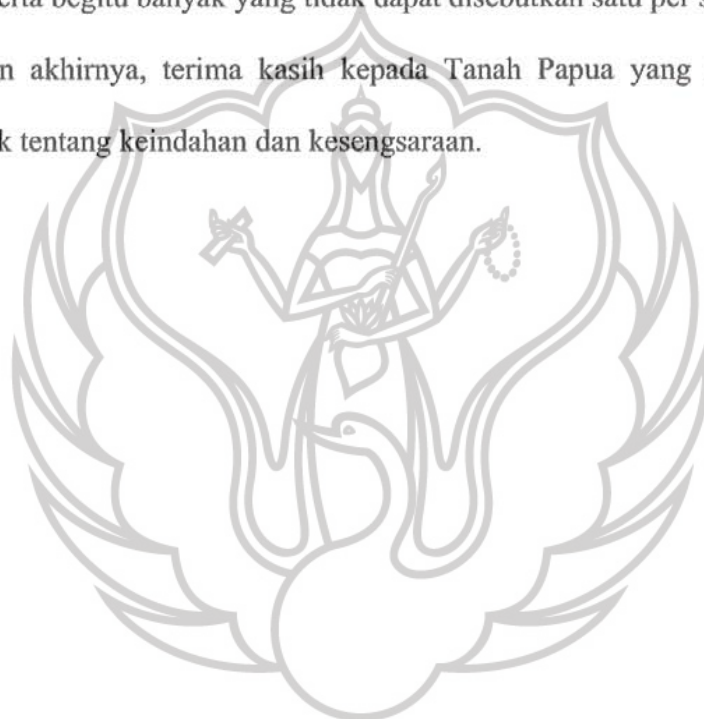 erta begitu banyak yang tidak dapat disebutkan satu per s
n akhirnya, terima kasih kepada Tanah Papua yang
k tentang keindahan dan kesengsaraan.